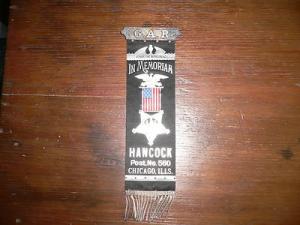 G A R
IN MEMORIAM
HANCOCK
Post, No. 560
CHICAGO, ILLS.